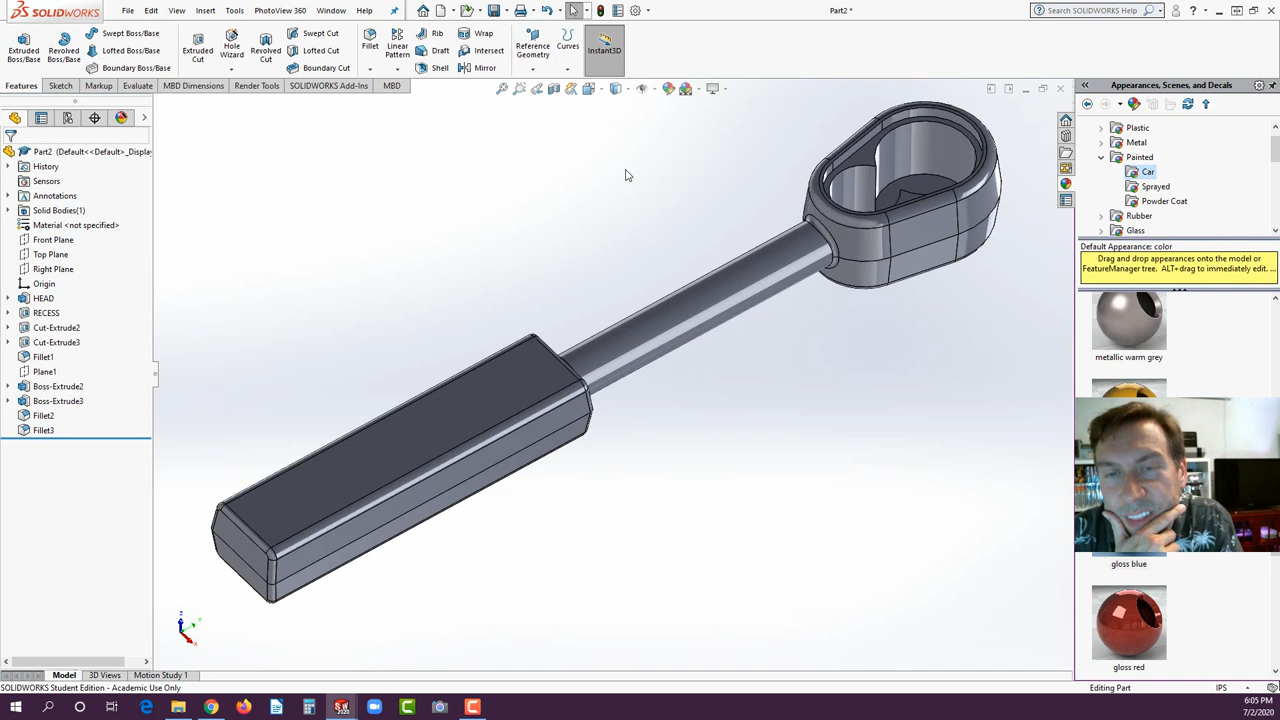 SOLIDWORKS File Edit View Insert Tools PhotoView 360 Window Help Part2 * Search SOLIDWORKS Help
Extruded Boss/Base
Revolved Boss/Base
Swept Boss/Base
Lofted Boss/Base
Boundary Boss/Base
Extruded Cut
Hole Wizard
Revolved Cut
Swept Cut
Lofted Cut
Boundary Cut
Fillet
Linear Pattern
Rib
Draft
Shell
Wrap
Intersect
Mirror
Reference Geometry
Curves
Instant3D
Features Sketch Markup Evaluate MBD Dimensions Render Tools SOLIDWORKS Add-Ins MBD
Part2 (Default<<Default>_Display
History
Sensors
Annotations
Solid Bodies(1)
Material <not specified>
Front Plane
Top Plane
Right Plane
Origin
HEAD
RECESS
Cut-Extrude2
Cut-Extrude3
Fillet1
Plane1
Boss-Extrude2
Boss-Extrude3
Fillet2
Fillet3
Appearances, Scenes, and Decals
Plastic
Metal
Painted
Car
Sprayed
Powder Coat
Rubber
Glass
Default Appearance: color
Drag and drop appearances onto the model or
FeatureManager tree. ALT+drag to immediately edit. ...
metallic warm grey
gloss blue
gloss red
Model 3D Views Motion Study 1
SOLIDWORKS Student Edition - Academic Use Only
Editing Part IPS
6:05 PM
7/2/2020